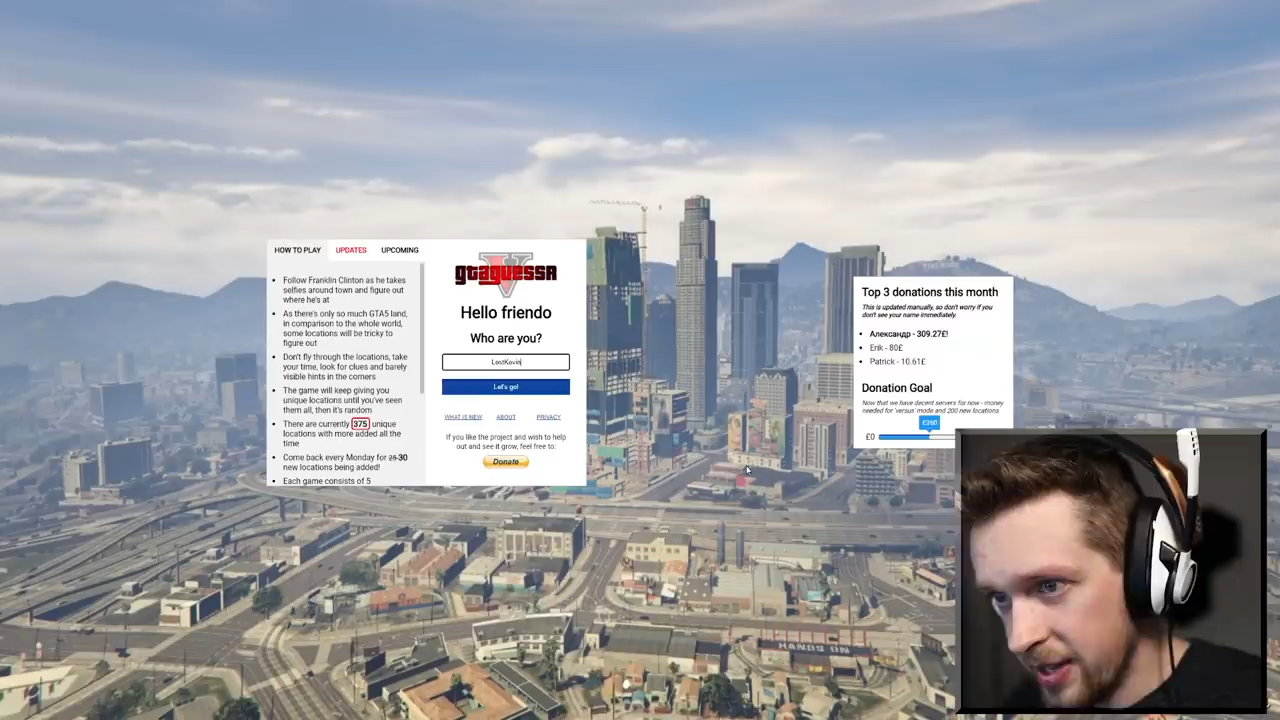 HOW TO PLAY
UPDATES
UPCOMING
Follow Franklin Clinton as he takes
selfies around town and figure out
where he's at
As there's only so much GTA5 land,
in comparison to the whole world,
some locations will be tricky to
figure out
Don't fly through the locations, take
your time, look for clues and barely
visible hints in the corners
The game will keep giving you
unique locations until you've seen
them all, then it's random
There are currently 375 unique
locations with more added all the
time
Come back every Monday for 25 30
new locations being added!
Each game consists of 5
gtaguessr
V
Hello friendo
Who are you?
LostKevin
Let's go!
WHAT IS NEW
ABOUT
PRIVACY
If you like the project and wish to help
out and see it grow, feel free to:
Donate
Top 3 donations this month
This is updated manually, so don't worry if you
don't see your name immediately.
Александр - 309.27£!
Erik - 80£
Patrick - 10.61£
Donation Goal
Now that we have decent servers for now - money
needed for 'versus' mode and 200 new locations
£0
HANDS ON